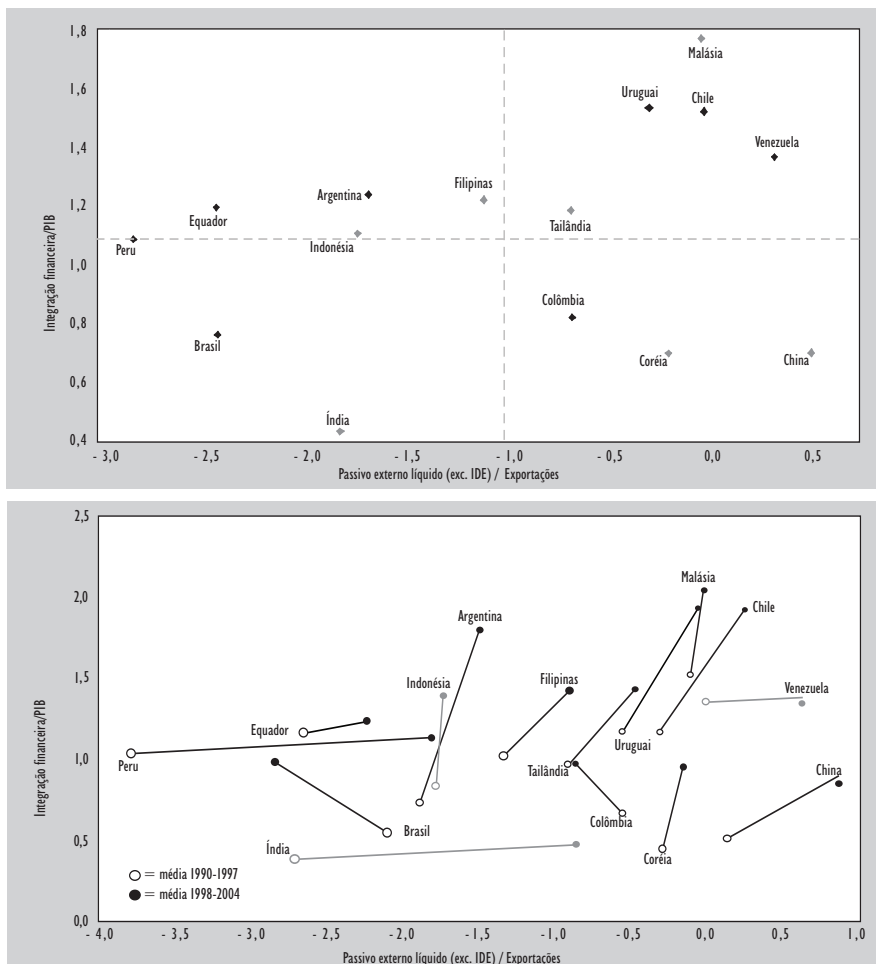 1,8
1,6
1,4
1,2
1,0
0,8
0,6
0,4
Integração financeira/PIB
Malásia
Uruguai
Chile
Venezuela
Filipinas
Argentina
Equador
Tailândia
Indonésia
Peru
Colômbia
Brasil
Coréia
China
Índia
- 3,0 - 2,5 - 2,0 - 1,5 - 1,0 - 0,5 0,0 0,5
Passivo externo líquido (exc. IDE) / Exportações
2,5
2,0
1,5
1,0
0,5
0,0
Integração financeira/PIB
Malásia
Chile
Argentina
Indonésia
Filipinas
Venezuela
Equador
Uruguai
Peru
Tailândia
China
Colômbia
Brasil
Índia
Coréia
= média 1990-1997
= média 1998-2004
- 4,0 - 3,5 - 3,0 - 2,5 - 2,0 - 1,5 - 1,0 - 0,5 0,0 0,5 1,0
Passivo externo líquido (exc. IDE) / Exportações